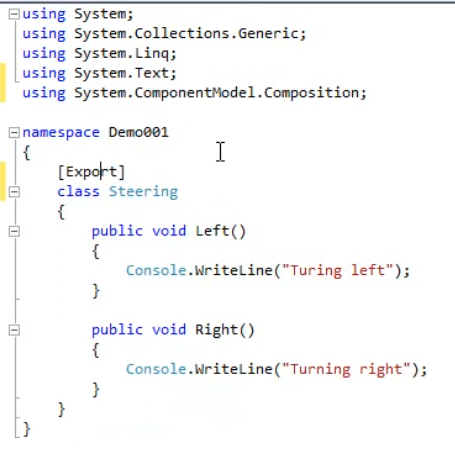 using System;
using System.Collections.Generic;
using System.Linq;
using System.Text;
using System.ComponentModel.Composition;
namespace Demo001
{
[Export]
class Steering
{
public void Left()
{
Console.WriteLine("Turing left");
}
public void Right()
{
Console.WriteLine("Turning right");
}
}
}